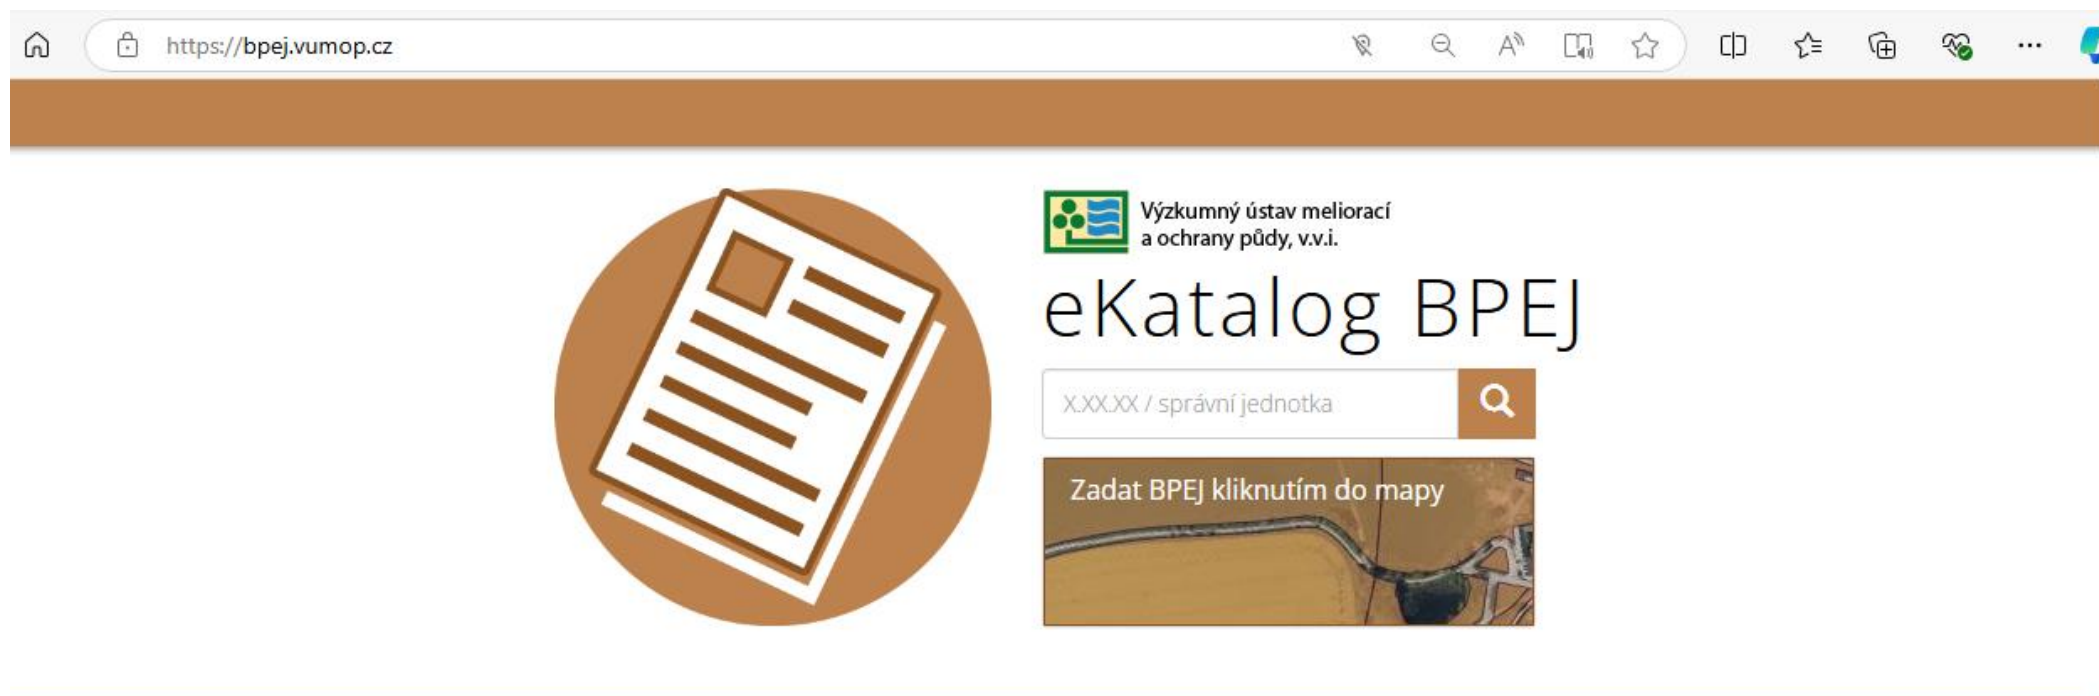 https://bpej.vumop.cz
Výzkumný ústav meliorací
a ochrany půdy, v.v.i.
eKatalog BPEJ
X.XX.XX / správní jednotka
Zadat BPEJ kliknutím do mapy